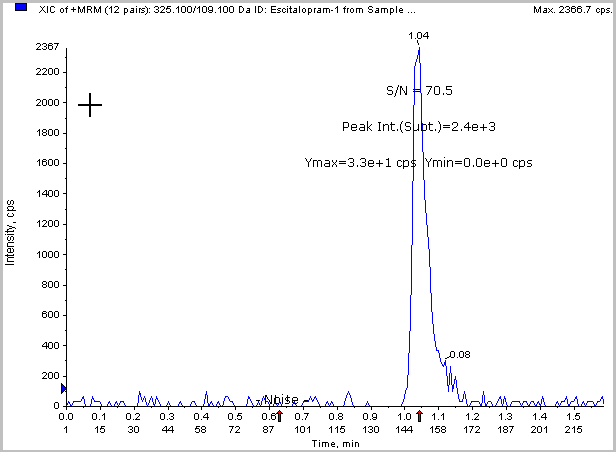 XIC of +MRM (12 pairs): 325.100/109.100 Da ID: Escitalopram-1 from Sample ... Max. 2366.7 cps.
1.04
2367
2200
S/N = 70.5
2000
Peak Int.(Subt.)=2.4e+3
1800
Ymax=3.3e+1 cps Ymin=0.0e+0 cps
1600
1400
1200
1000
800
600
400
0.08
200
- Noise -
0
Intensity, cps
0.0 0.1 0.2 0.3 0.4 0.5 0.6 0.7 0.8 0.9 1.0 1.1 1.2 1.3 1.4 1.5
1 15 30 44 58 72 87 101 115 130 144 158 172 187 201 215
Time, min